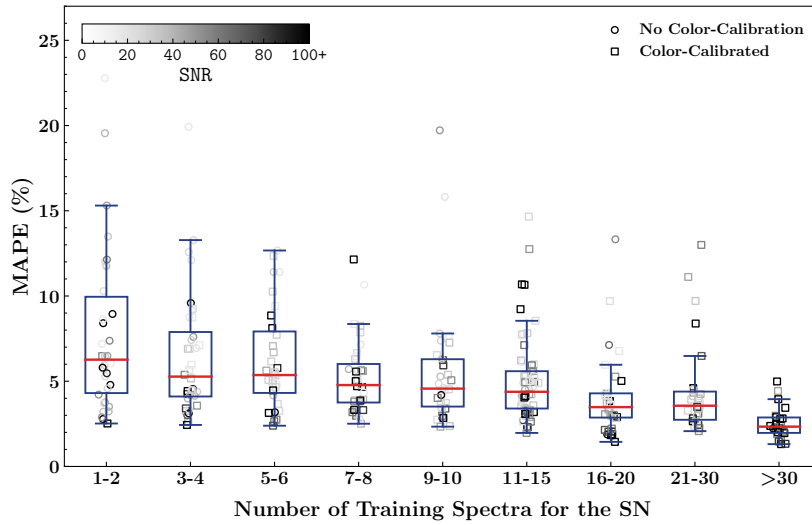 25
20
15
10
5
0
MAPE (%)
0 20 40 60 80 100+
SNR
No Color-Calibration
Color-Calibrated
1-2 3-4 5-6 7-8 9-10 11-15 16-20 21-30 >30
Number of Training Spectra for the SN